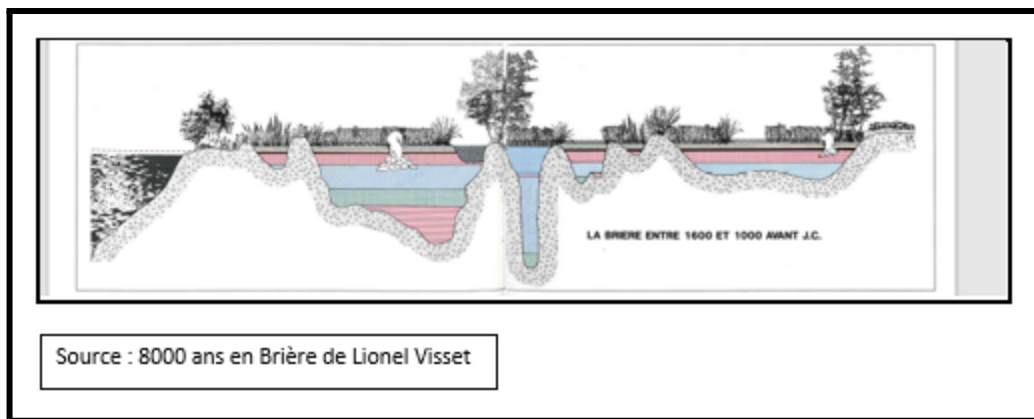 LA BRIERE ENTRE 1600 ET 1000 AVANT J.C.
Source : 8000 ans en Brière de Lionel Visset